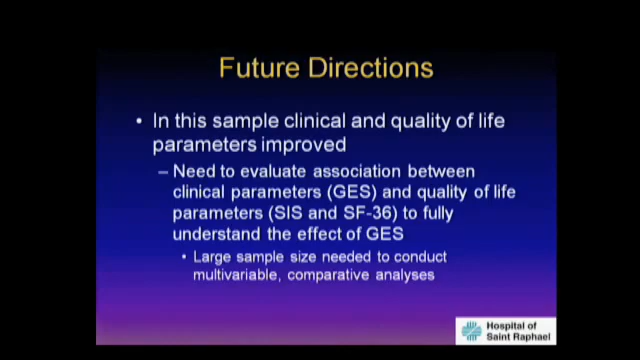 Future Directions
• In this sample clinical and quality of life
parameters improved
– Need to evaluate association between
clinical parameters (GES) and quality of life
parameters (SIS and SF-36) to fully
understand the effect of GES
• Large sample size needed to conduct
multivariable, comparative analyses
Hospital of
Saint Raphael